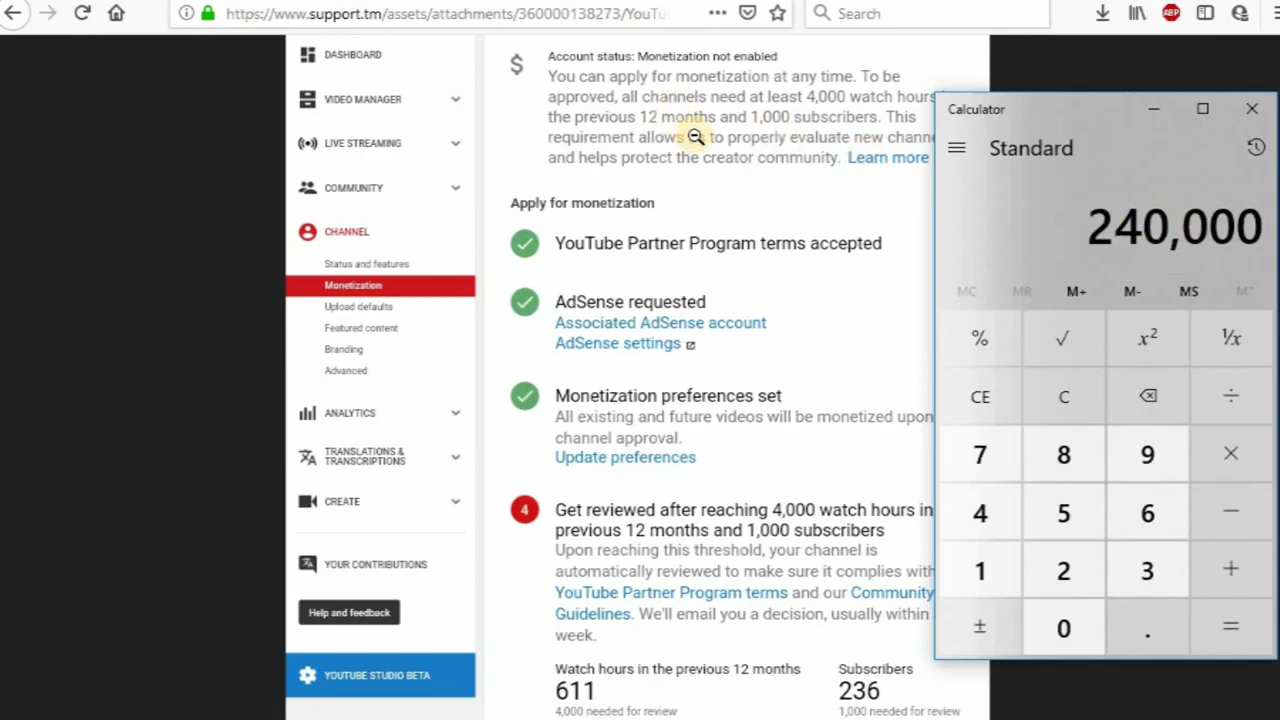 https://www.support.tm/assets/attachments/360000138273/YouTu
Search
ABP
DASHBOARD
VIDEO MANAGER
LIVE STREAMING
COMMUNITY
CHANNEL
Status and features
Monetization
Upload defaults
Featured content
Branding
Advanced
ANALYTICS
TRANSLATIONS &
TRANSCRIPTIONS
CREATE
YOUR CONTRIBUTIONS
Help and feedback
YOUTUBE STUDIO BETA
$
Account status: Monetization not enabled
You can apply for monetization at any time. To be
approved, all channels need at least 4,000 watch hours
the previous 12 months and 1,000 subscribers. This
requirement allows to properly evaluate new channe
and helps protect the creator community. Learn more
Apply for monetization
YouTube Partner Program terms accepted
AdSense requested
Associated AdSense account
AdSense settings
Monetization preferences set
All existing and future videos will be monetized upon
channel approval.
Update preferences
4
Get reviewed after reaching 4,000 watch hours in
previous 12 months and 1,000 subscribers
Upon reaching this threshold, your channel is
automatically reviewed to make sure it complies with
YouTube Partner Program terms and our Community
Guidelines. We'll email you a decision, usually within
week.
Watch hours in the previous 12 months
611
4,000 needed for review
Subscribers
236
1,000 needed for review
Calculator
Standard
240,000
MC MR M+ M- MS M˅
% √ x² ¹/x
CE C ÷
7 8 9 ×
4 5 6 −
1 2 3 +
± 0 . =